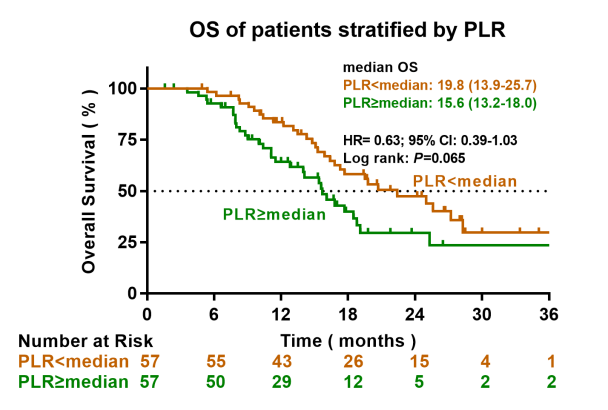 OS of patients stratified by PLR
median OS
PLR<median: 19.8 (13.9-25.7)
PLR≥median: 15.6 (13.2-18.0)
HR= 0.63; 95% CI: 0.39-1.03
Log rank: P=0.065
PLR<median
PLR≥median
Overall Survival ( % )
100
75
50
25
0
0 6 12 18 24 30 36
Time ( months )
Number at Risk
PLR<median 57 55 43 26 15 4 1
PLR≥median 57 50 29 12 5 2 2